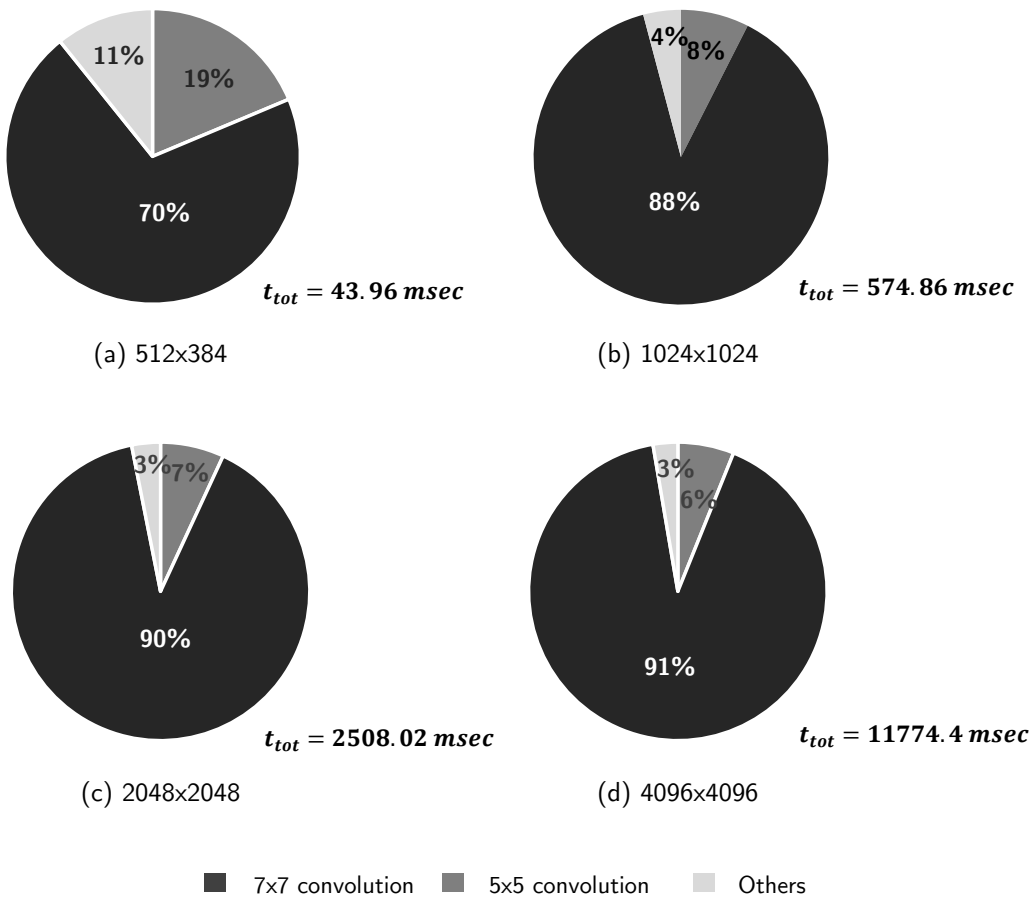 11%
19%
70%
t_tot = 43.96 msec
(a) 512x384
4%
8%
88%
t_tot = 574.86 msec
(b) 1024x1024
3%
7%
90%
t_tot = 2508.02 msec
(c) 2048x2048
3%
6%
91%
t_tot = 11774.4 msec
(d) 4096x4096
7x7 convolution 5x5 convolution Others